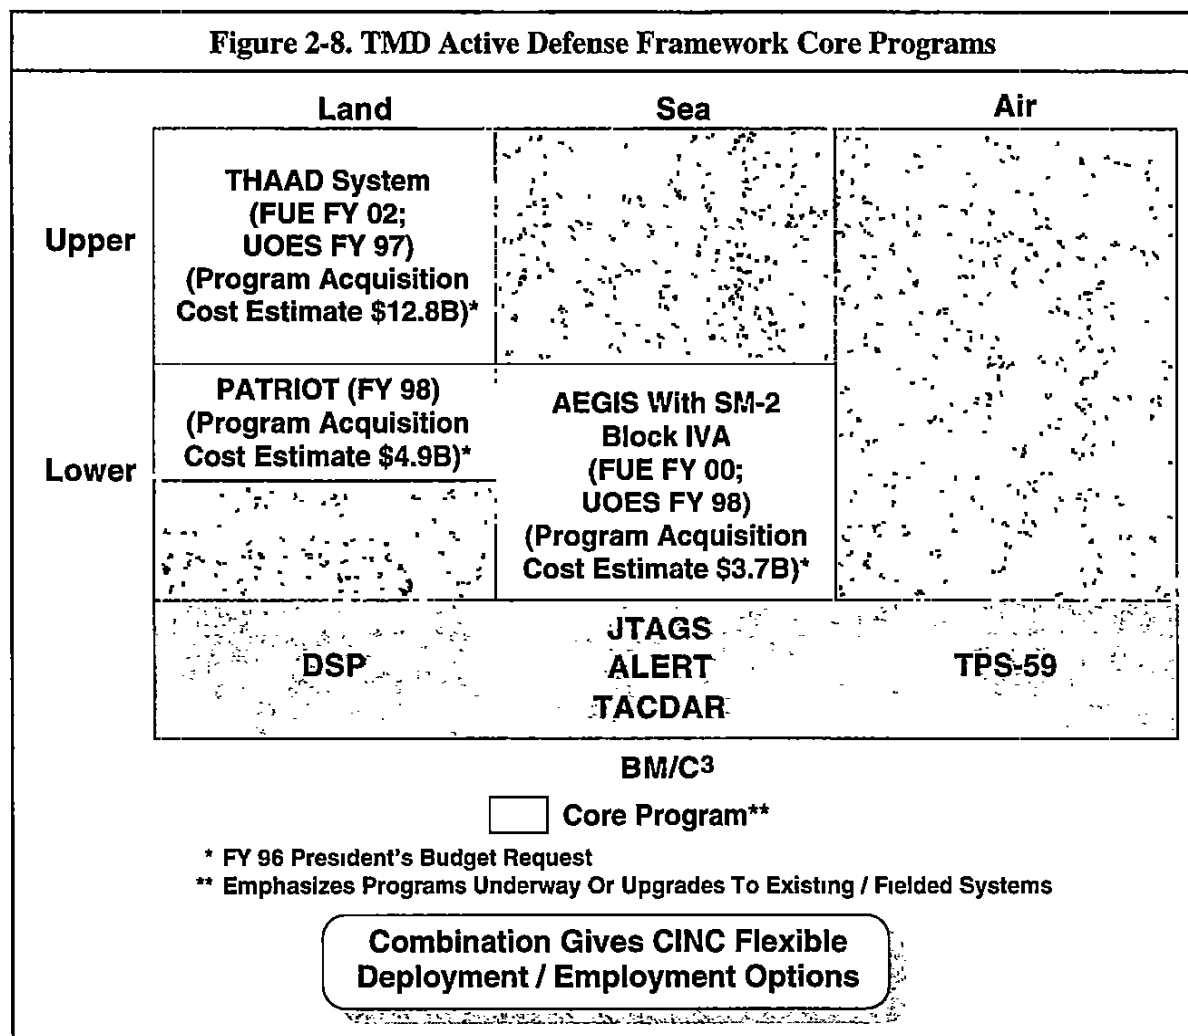 Figure 2-8. TMD Active Defense Framework Core Programs
Land Sea Air
Upper
THAAD System
(FUE FY 02;
UOES FY 97)
(Program Acquisition
Cost Estimate $12.8B)*
Lower
PATRIOT (FY 98)
(Program Acquisition
Cost Estimate $4.9B)*
AEGIS With SM-2
Block IVA
(FUE FY 00;
UOES FY 98)
(Program Acquisition
Cost Estimate $3.7B)*
DSP
JTAGS
ALERT
TACDAR
TPS-59
BM/C³
Core Program**
* FY 96 President's Budget Request
** Emphasizes Programs Underway Or Upgrades To Existing / Fielded Systems
Combination Gives CINC Flexible
Deployment / Employment Options